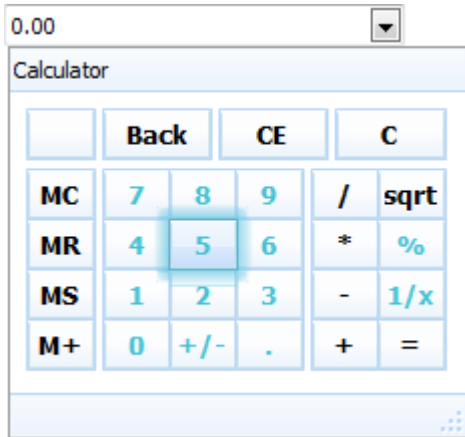 0.00
Calculator
Back CE C
MC 7 8 9 / sqrt
MR 4 5 6 * %
MS 1 2 3 - 1/x
M+ 0 +/- . + =